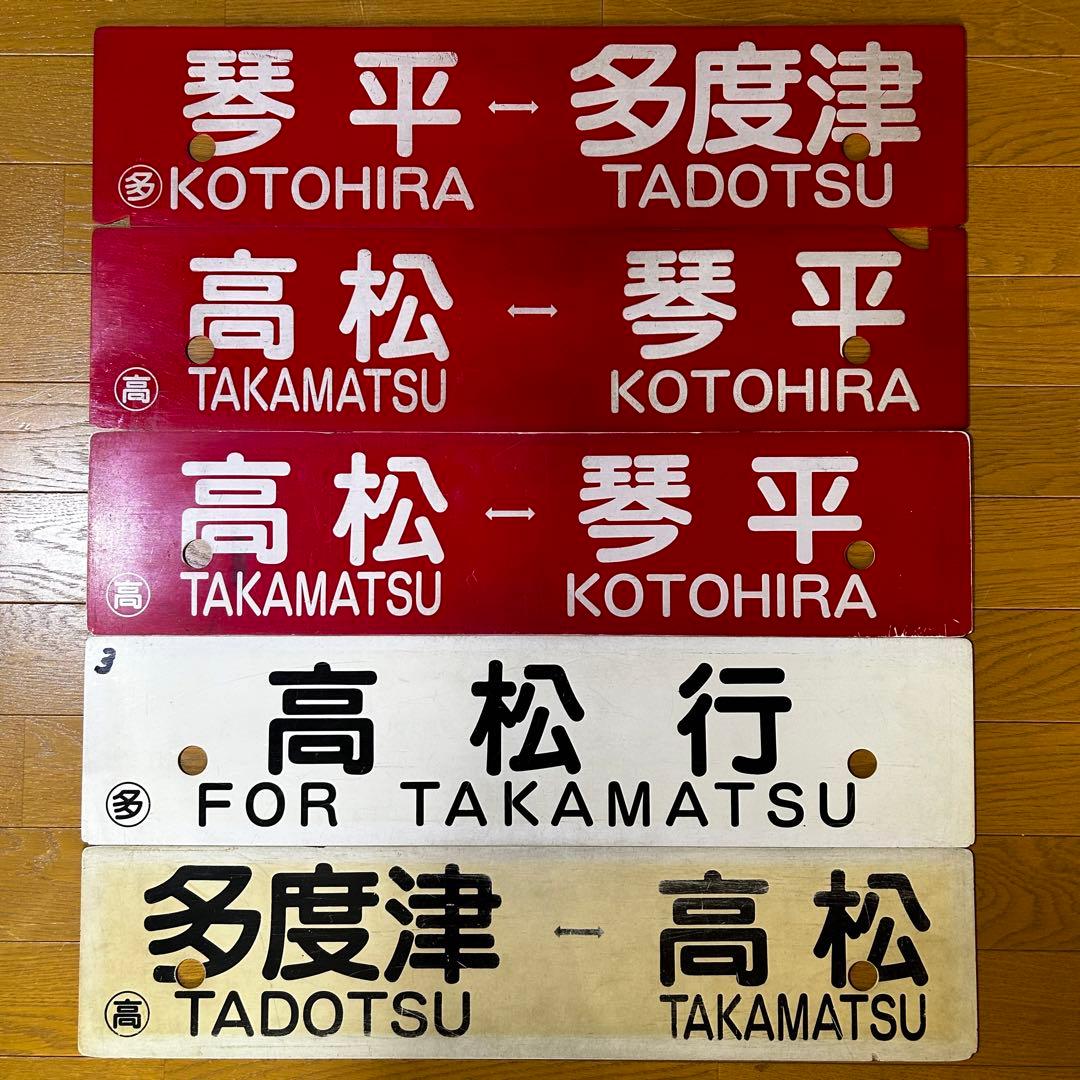 琴平↔多度津
㊥多 KOTOHIRA TADOTSU
高松↔琴平
高 TAKAMATSU KOTOHIRA
高松↔琴平
高 TAKAMATSU KOTOHIRA
3
高松行
多 FOR TAKAMATSU
多度津↔高松
高 TADOTSU TAKAMATSU